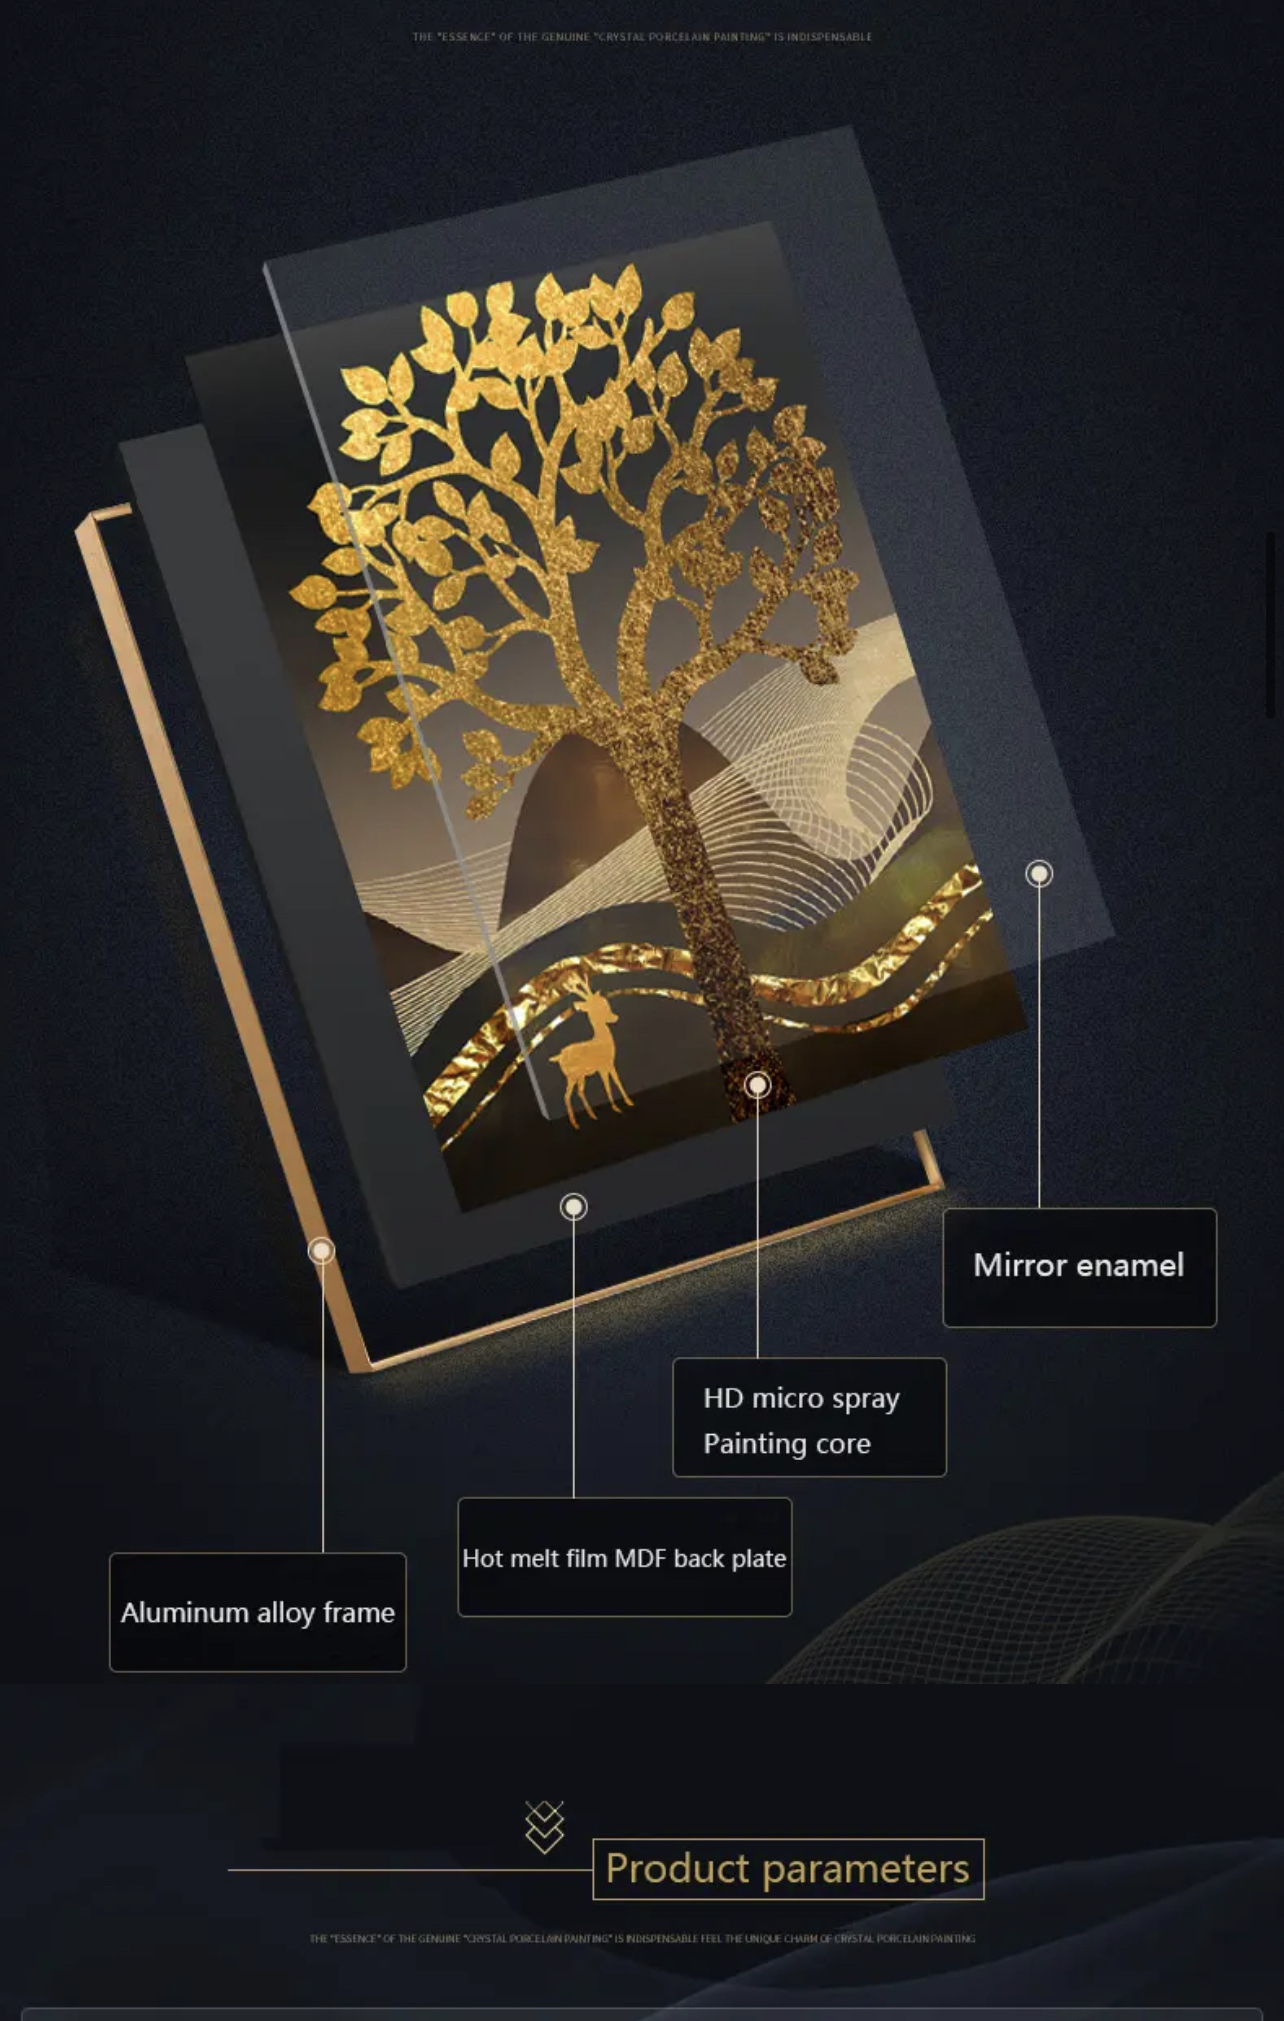 THE "ESSENCE" OF THE GENUINE "CRYSTAL PORCELAIN PAINTING" IS INDISPENSABLE
Mirror enamel
HD micro spray
Painting core
Hot melt film MDF back plate
Aluminum alloy frame
Product parameters
THE "ESSENCE" OF THE GENUINE "CRYSTAL PORCELAIN PAINTING" IS INDISPENSABLE FEEL THE UNIQUE CHARM OF CRYSTAL PORCELAIN PAINTING